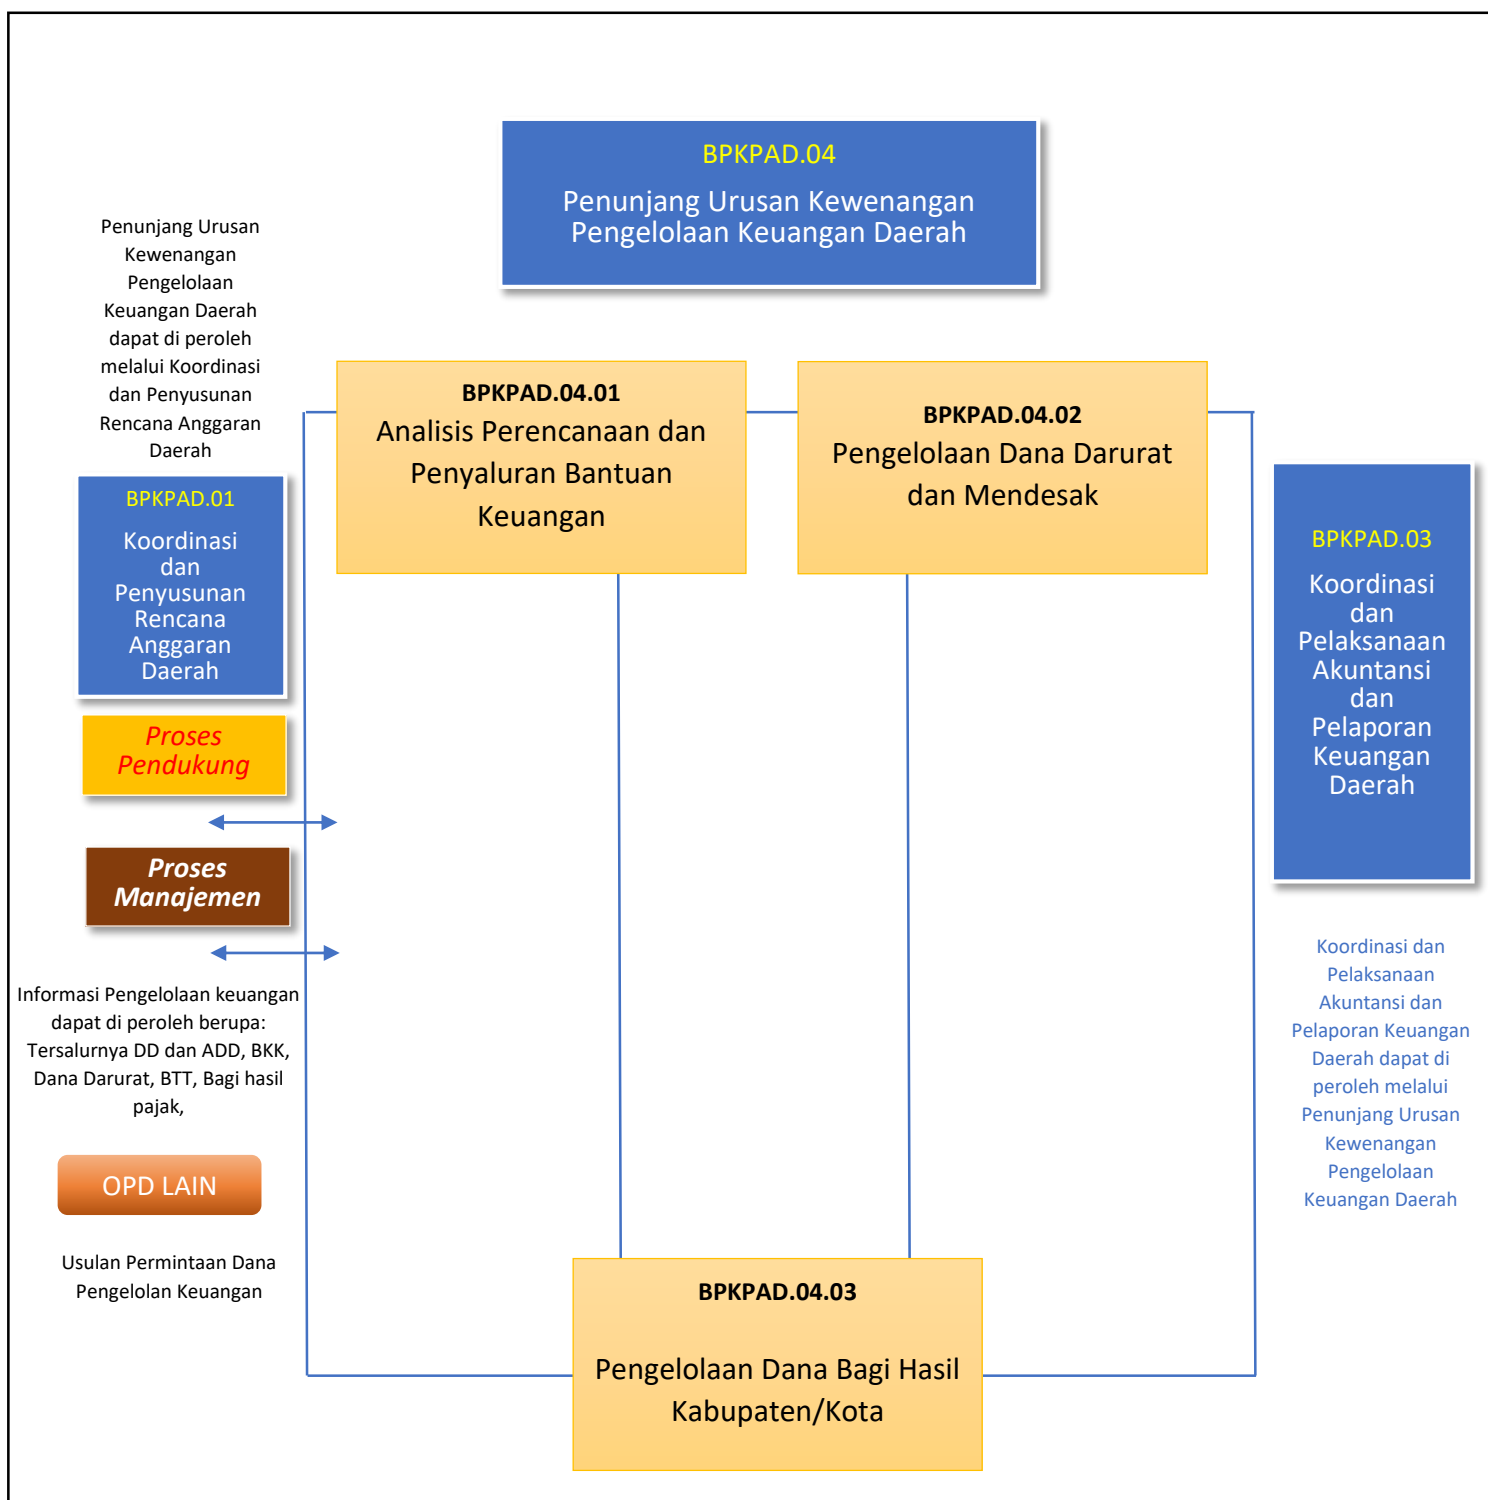 BPKPAD.04
Penunjang Urusan Kewenangan
Pengelolaan Keuangan Daerah
Penunjang Urusan
Kewenangan
Pengelolaan
Keuangan Daerah
dapat di peroleh
melalui Koordinasi
dan Penyusunan
Rencana Anggaran
Daerah
BPKPAD.01
Koordinasi
dan
Penyusunan
Rencana
Anggaran
Daerah
Proses
Pendukung
Proses
Manajemen
Informasi Pengelolaan keuangan
dapat di peroleh berupa:
Tersalurnya DD dan ADD, BKK,
Dana Darurat, BTT, Bagi hasil
pajak,
OPD LAIN
Usulan Permintaan Dana
Pengelolan Keuangan
BPKPAD.04.01
Analisis Perencanaan dan
Penyaluran Bantuan
Keuangan
BPKPAD.04.02
Pengelolaan Dana Darurat
dan Mendesak
BPKPAD.04.03
Pengelolaan Dana Bagi Hasil
Kabupaten/Kota
BPKPAD.03
Koordinasi
dan
Pelaksanaan
Akuntansi
dan
Pelaporan
Keuangan
Daerah
Koordinasi dan
Pelaksanaan
Akuntansi dan
Pelaporan Keuangan
Daerah dapat di
peroleh melalui
Penunjang Urusan
Kewenangan
Pengelolaan
Keuangan Daerah